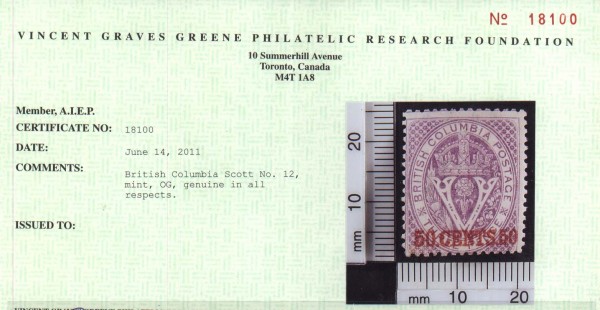 No 18100
VINCENT GRAVES GREENE PHILATELIC RESEARCH FOUNDATION
10 Summerhill Avenue
Toronto, Canada
M4T 1A8
Member, A.I.E.P.
CERTIFICATE NO: 18100
DATE: June 14, 2011
COMMENTS: British Columbia Scott No. 12,
mint, OG, genuine in all
respects.
ISSUED TO:
BRITISH COLUMBIA POSTAGE
V
50.CENTS.50
20
10
mm
mm 10 20